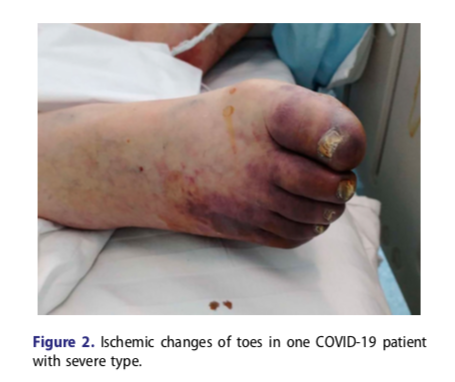 Figure 2. Ischemic changes of toes in one COVID-19 patient
with severe type.